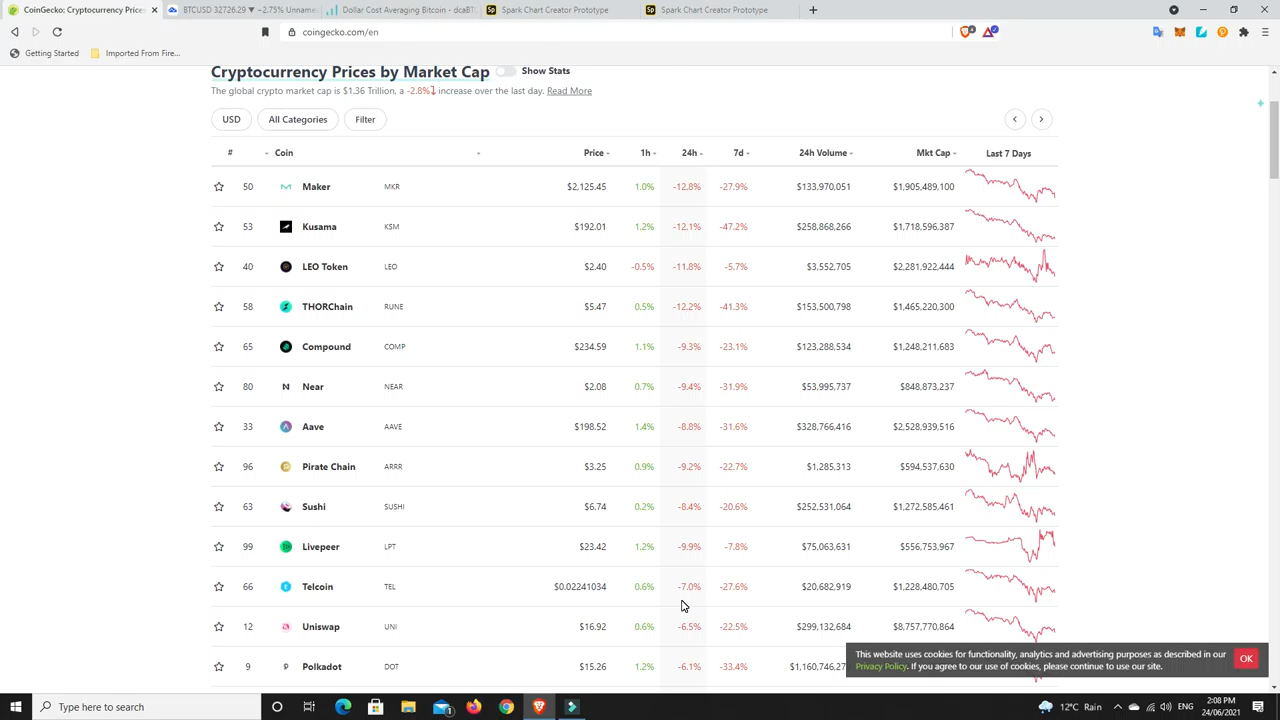 CoinGecko: Cryptocurrency Prices
BTCUSD 32726.29 ▼ −2.75% Unname
Dollar Cost Averaging Bitcoin - dcaBT
Spark Chart Creator Prototype
Spark Chart Creator Prototype
coingecko.com/en
Getting Started
Imported From Fire...
Cryptocurrency Prices by Market Cap Show Stats
The global crypto market cap is $1.36 Trillion, a -2.8% increase over the last day. Read More
USD All Categories Filter
# Coin Price 1h 24h 7d 24h Volume Mkt Cap Last 7 Days
50 Maker MKR $2,125.45 1.0% -12.8% -27.9% $133,970,051 $1,905,489,100
53 Kusama KSM $192.01 1.2% -12.1% -47.2% $258,868,266 $1,718,596,387
40 LEO Token LEO $2.40 -0.5% -11.8% -5.7% $3,552,705 $2,281,922,444
58 THORChain RUNE $5.47 0.5% -12.2% -41.3% $153,500,798 $1,465,220,300
65 Compound COMP $234.59 1.1% -9.3% -23.1% $123,288,534 $1,248,211,683
80 Near NEAR $2.08 0.7% -9.4% -31.9% $53,995,737 $848,873,237
33 Aave AAVE $198.52 1.4% -8.8% -31.6% $328,766,416 $2,528,939,516
96 Pirate Chain ARRR $3.25 0.9% -9.2% -22.7% $1,285,313 $594,537,630
63 Sushi SUSHI $6.74 0.2% -8.4% -20.6% $252,531,064 $1,272,585,461
99 Livepeer LPT $23.42 1.2% -9.9% -7.8% $75,063,631 $556,753,967
66 Telcoin TEL $0.02241034 0.6% -7.0% -27.6% $20,682,919 $1,228,480,705
12 Uniswap UNI $16.92 0.6% -6.5% -22.5% $299,132,684 $8,757,770,864
9 Polkadot DOT $15.26 1.2% -6.1% -33.4%
This website uses cookies for functionality, analytics and advertising purposes as described in our
Privacy Policy. If you agree to our use of cookies, please continue to use our site.
OK
Type here to search
12°C Rain
ENG
2:08 PM
24/06/2021